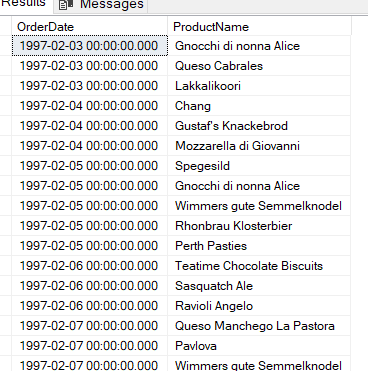 Results Messages
OrderDate ProductName
1997-02-03 00:00:00.000 Gnocchi di nonna Alice
1997-02-03 00:00:00.000 Queso Cabrales
1997-02-03 00:00:00.000 Lakkalikoori
1997-02-04 00:00:00.000 Chang
1997-02-04 00:00:00.000 Gustaf's Knackebrod
1997-02-04 00:00:00.000 Mozzarella di Giovanni
1997-02-05 00:00:00.000 Spegesild
1997-02-05 00:00:00.000 Gnocchi di nonna Alice
1997-02-05 00:00:00.000 Wimmers gute Semmelknodel
1997-02-05 00:00:00.000 Rhonbrau Klosterbier
1997-02-05 00:00:00.000 Perth Pasties
1997-02-06 00:00:00.000 Teatime Chocolate Biscuits
1997-02-06 00:00:00.000 Sasquatch Ale
1997-02-06 00:00:00.000 Ravioli Angelo
1997-02-07 00:00:00.000 Queso Manchego La Pastora
1997-02-07 00:00:00.000 Pavlova
1997-02-07 00:00:00.000 Wimmers gute Semmelknodel